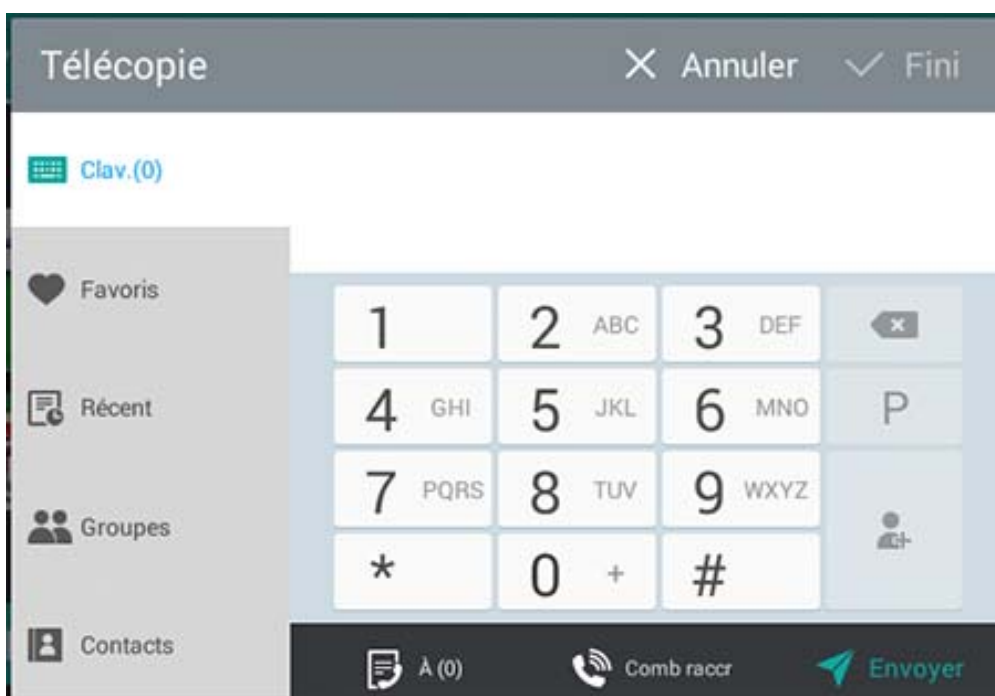 Télécopie Annuler Fini
Clav.(0)
Favoris
1 2 ABC 3 DEF
Récent
4 GHI 5 JKL 6 MNO P
7 PQRS 8 TUV 9 WXYZ
Groupes
* 0 + #
Contacts
À (0) Comb raccr Envoyer